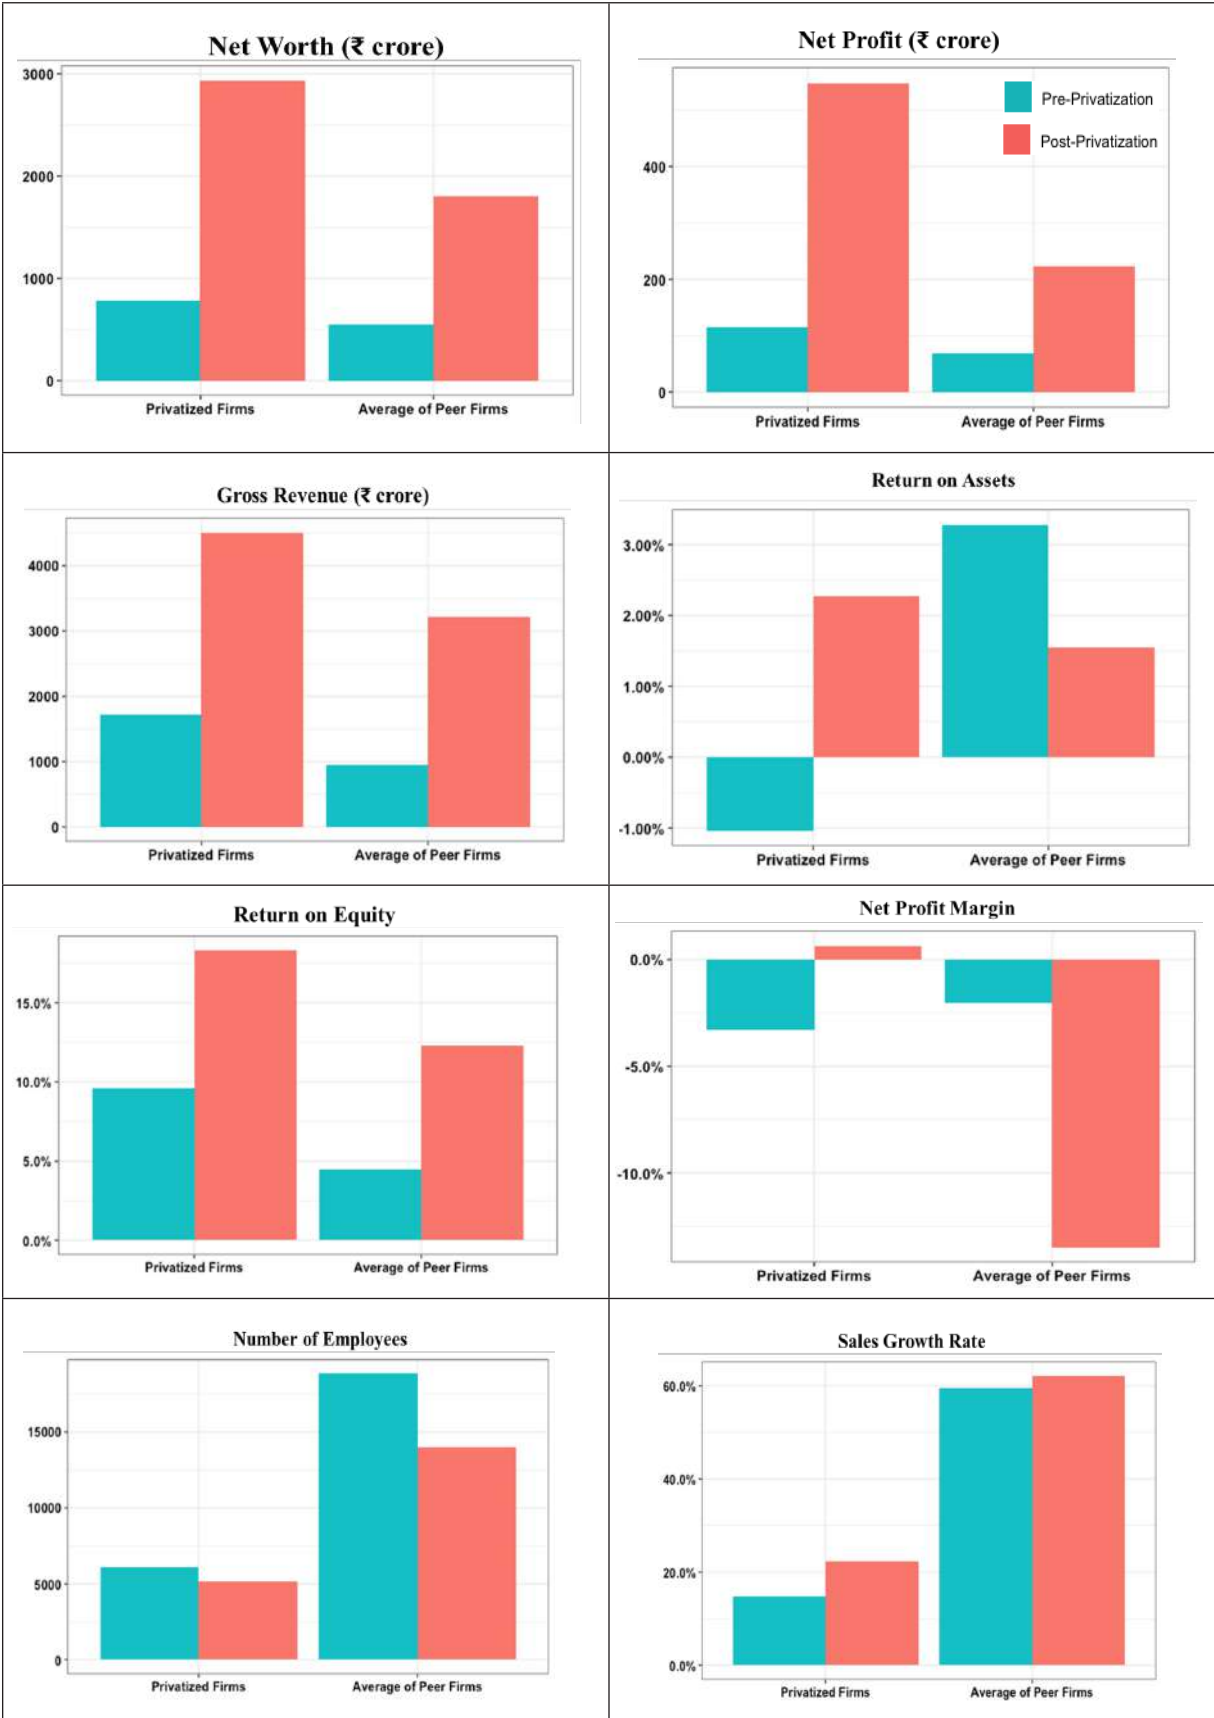 Net Worth (₹ crore)
3000
2000
1000
0
Privatized Firms
Average of Peer Firms
Net Profit (₹ crore)
Pre-Privatization
Post-Privatization
400
200
0
Privatized Firms
Average of Peer Firms
Gross Revenue (₹ crore)
4000
3000
2000
1000
0
Privatized Firms
Average of Peer Firms
Return on Assets
3.00%
2.00%
1.00%
0.00%
-1.00%
Privatized Firms
Average of Peer Firms
Return on Equity
15.0%
10.0%
5.0%
0.0%
Privatized Firms
Average of Peer Firms
Net Profit Margin
0.0%
-5.0%
-10.0%
Privatized Firms
Average of Peer Firms
Number of Employees
15000
10000
5000
0
Privatized Firms
Average of Peer Firms
Sales Growth Rate
60.0%
40.0%
20.0%
0.0%
Privatized Firms
Average of Peer Firms